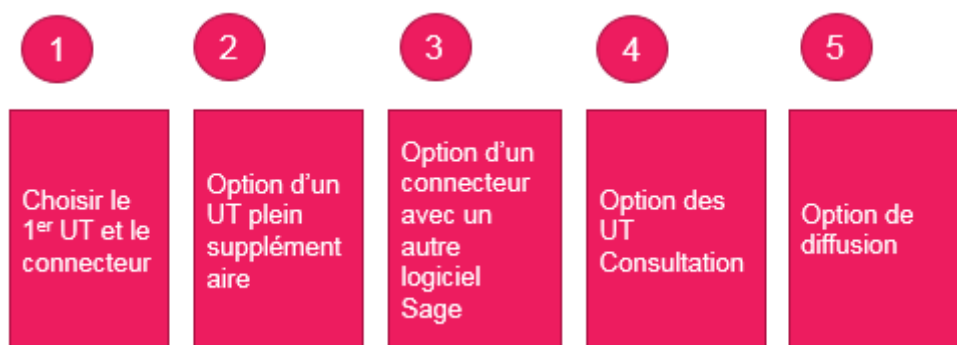 1
2
3
4
5
Choisir le
1er UT et le
connecteur
Option d'un
UT plein
supplément
aire
Option d'un
connecteur
avec un
autre
logiciel
Sage
Option des
UT
Consultation
Option de
diffusion